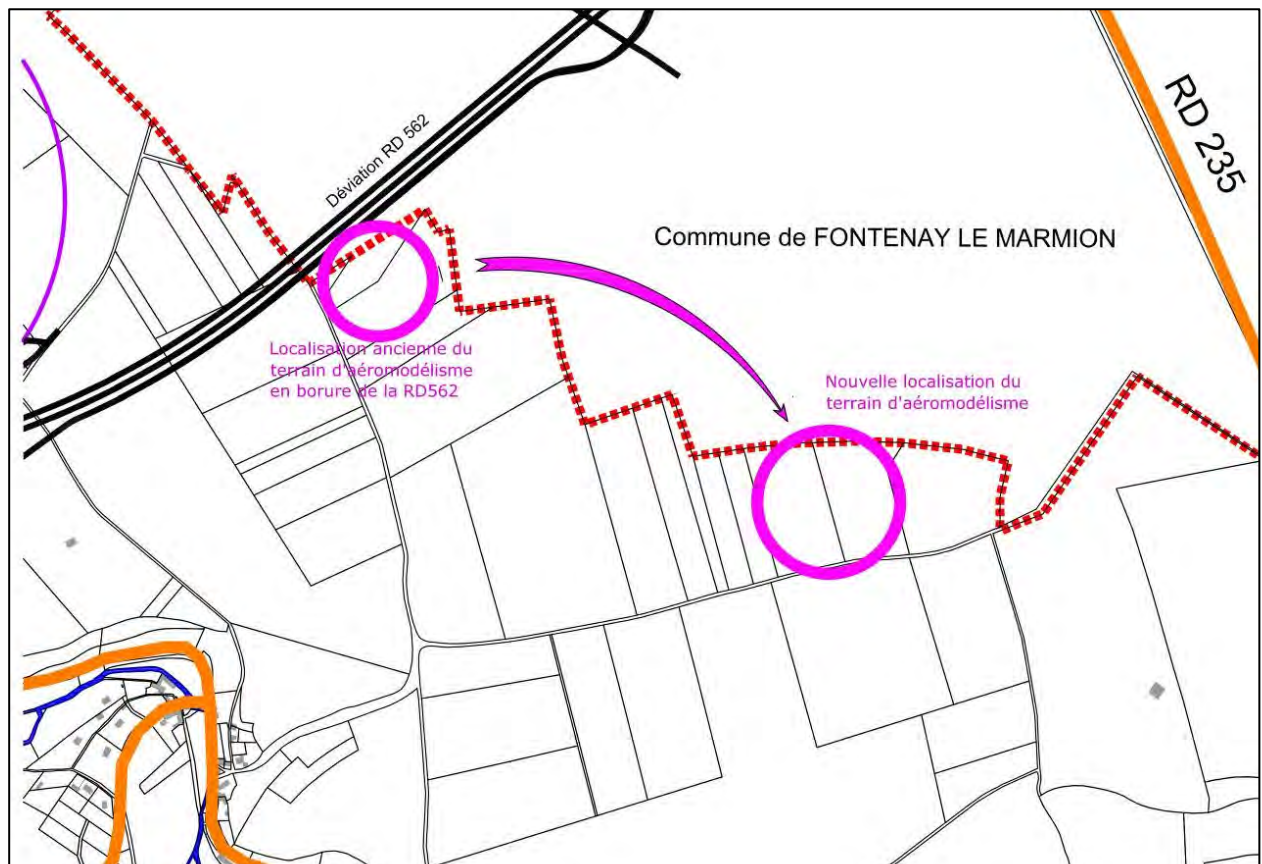 Déviation RD 562
RD 235
Commune de FONTENAY LE MARMION
Localisation ancienne du
terrain d'aéromodélisme
en borure de la RD562
Nouvelle localisation du
terrain d'aéromodélisme